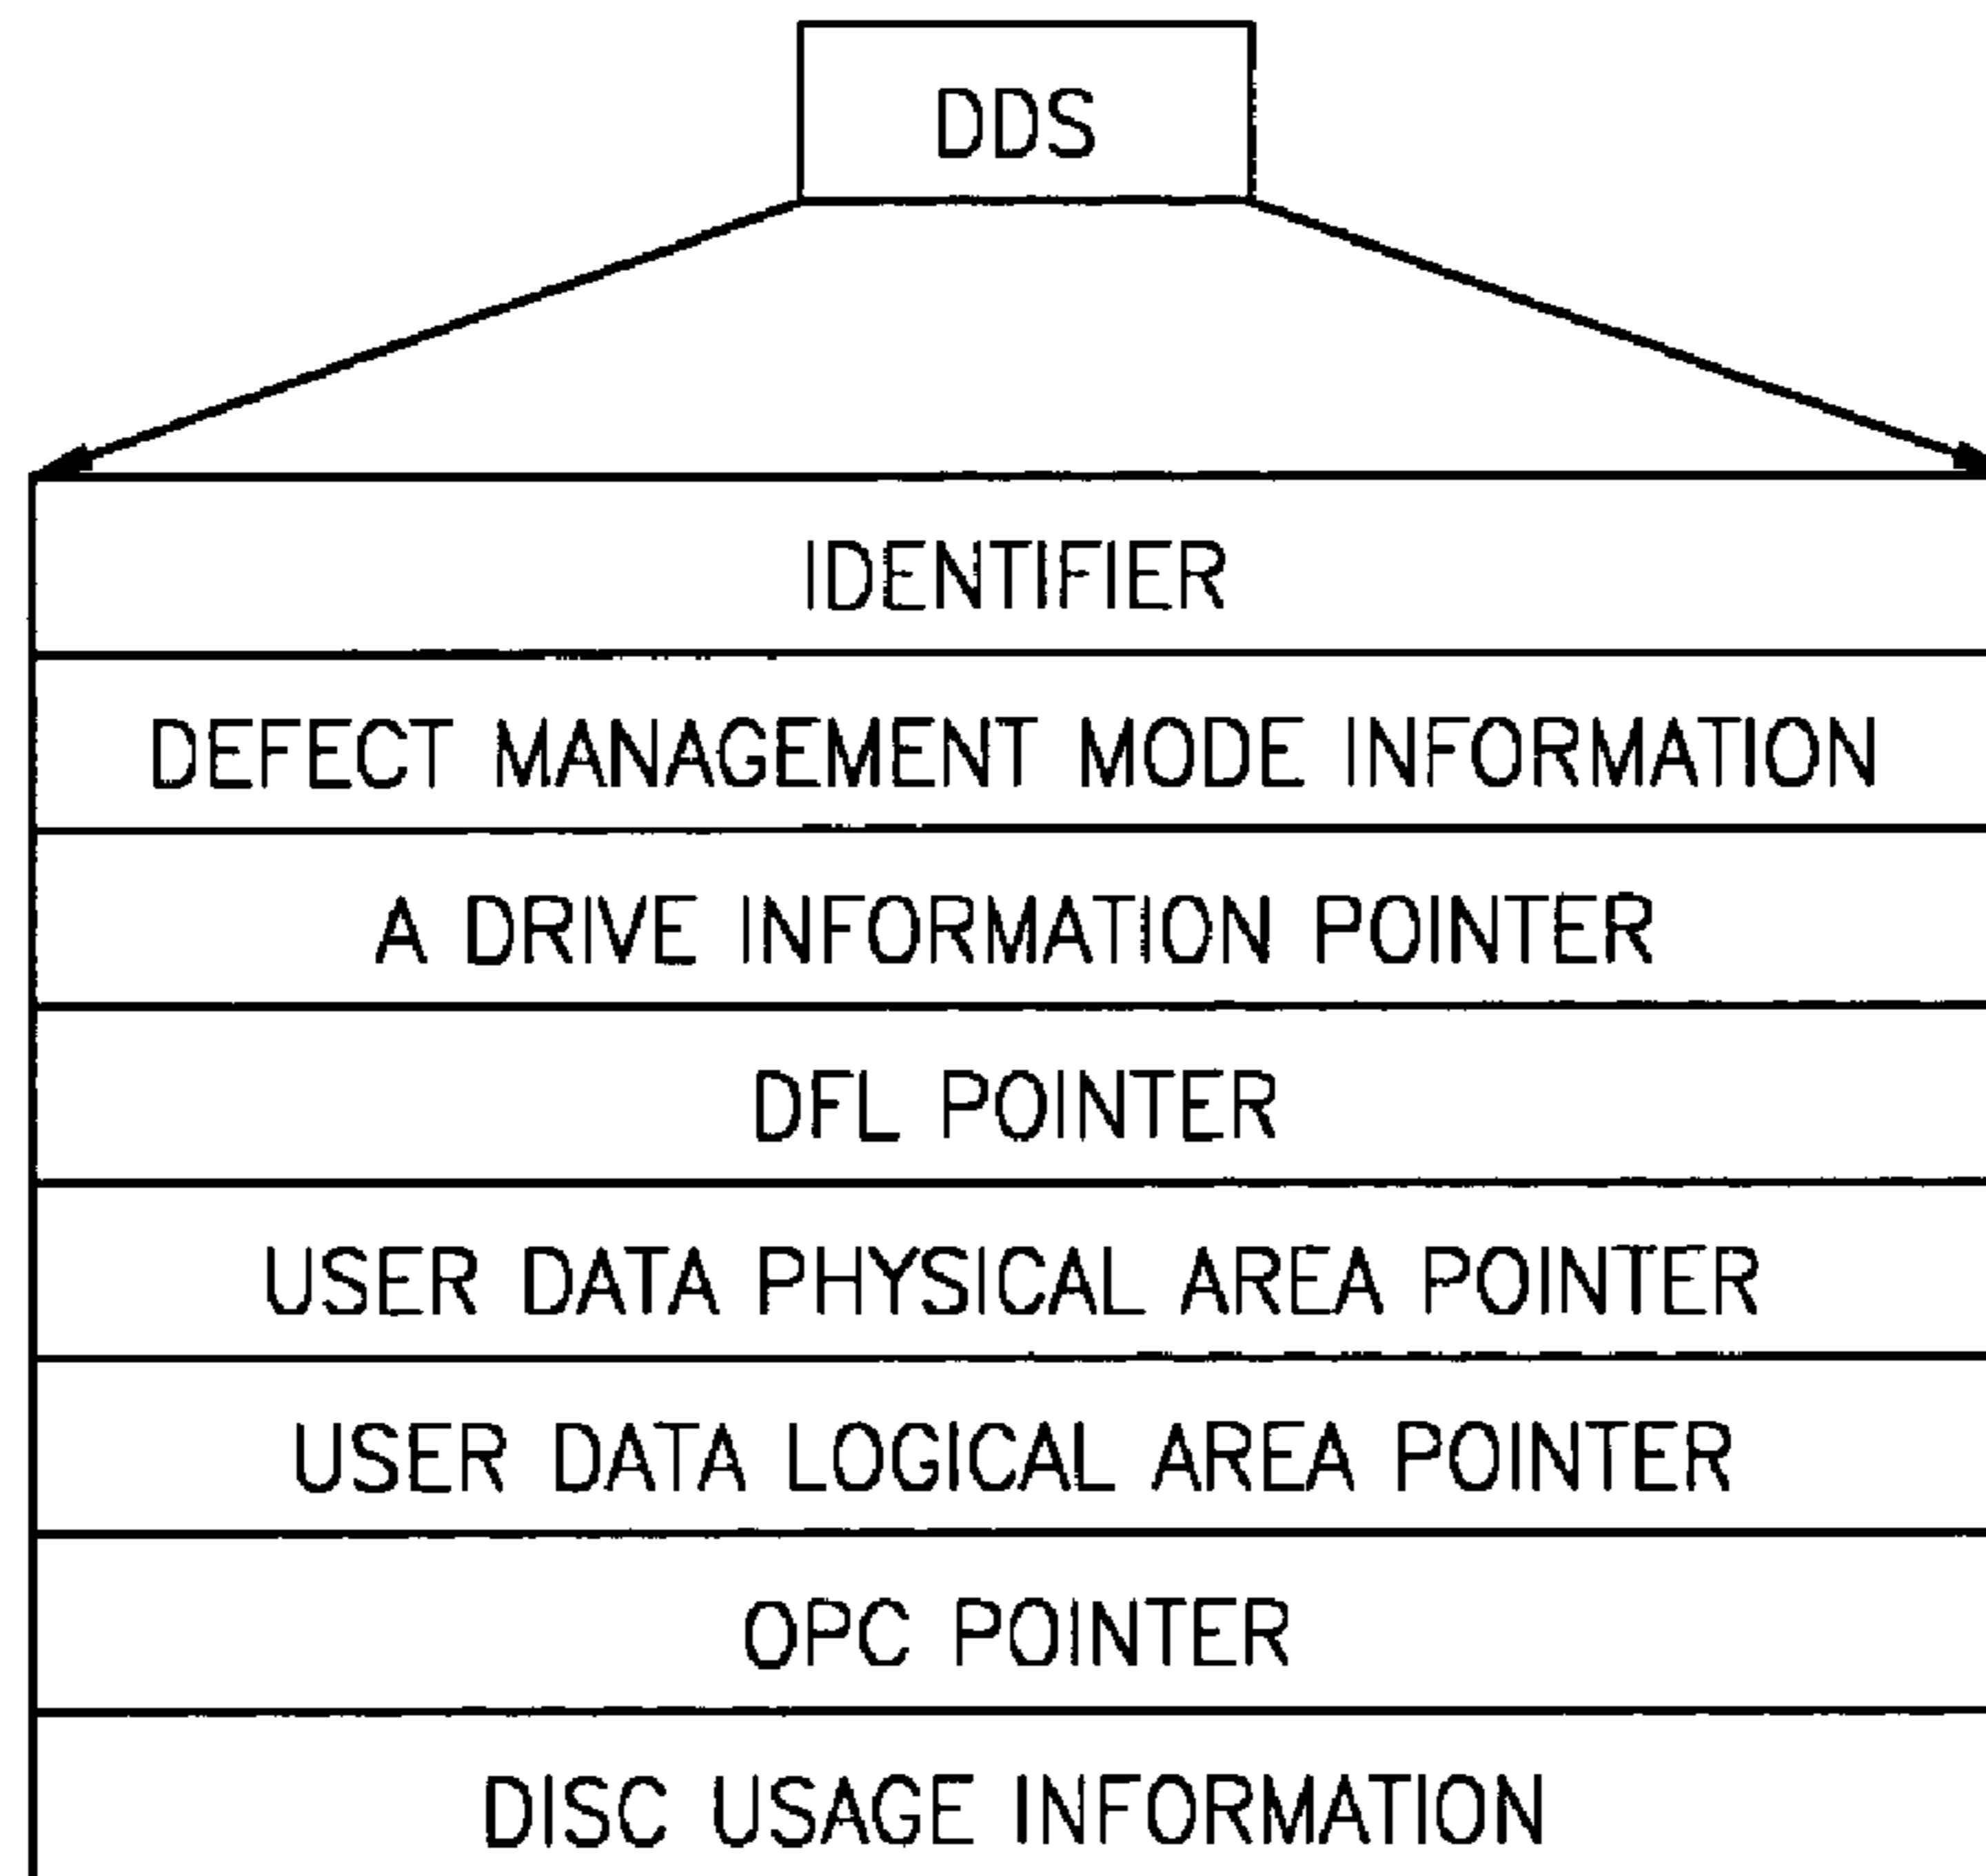 DDS
IDENTIFIER
DEFECT MANAGEMENT MODE INFORMATION
A DRIVE INFORMATION POINTER
DFL POINTER
USER DATA PHYSICAL AREA POINTER
USER DATA LOGICAL AREA POINTER
OPC POINTER
DISC USAGE INFORMATION